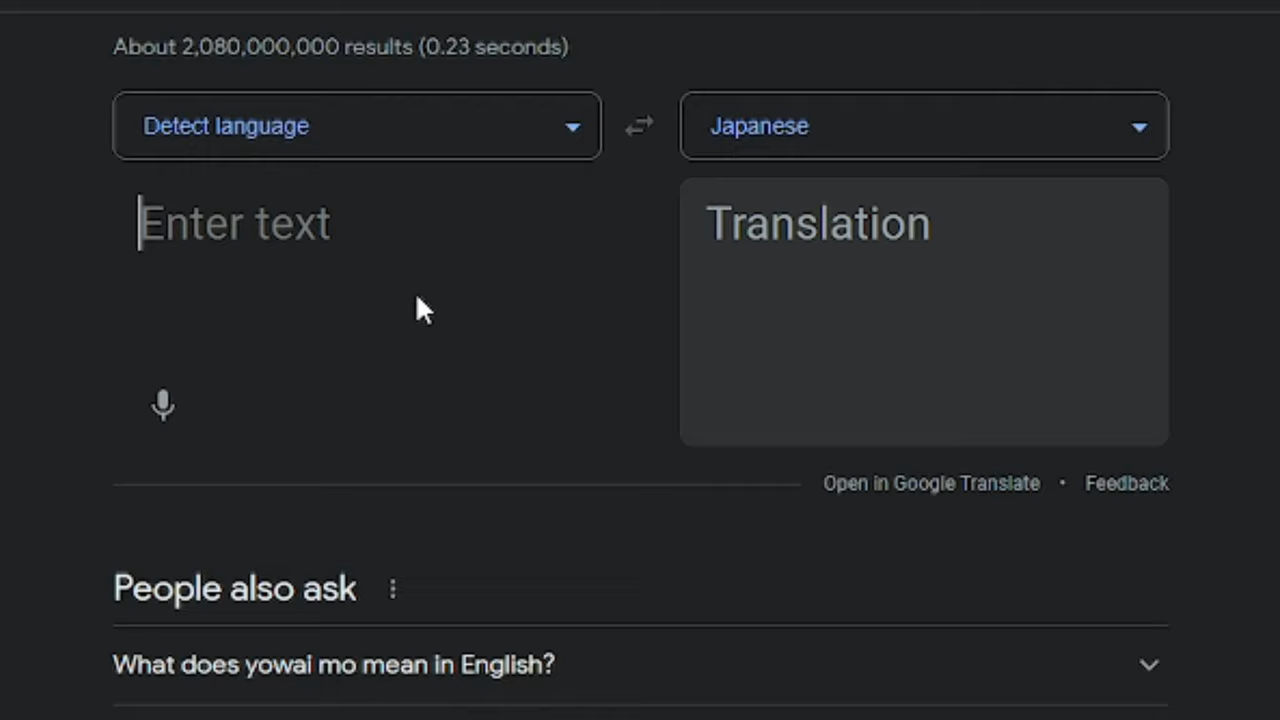 About 2,080,000,000 results (0.23 seconds)
Detect language
Japanese
Enter text
Translation
Open in Google Translate • Feedback
People also ask
What does yowai mo mean in English?